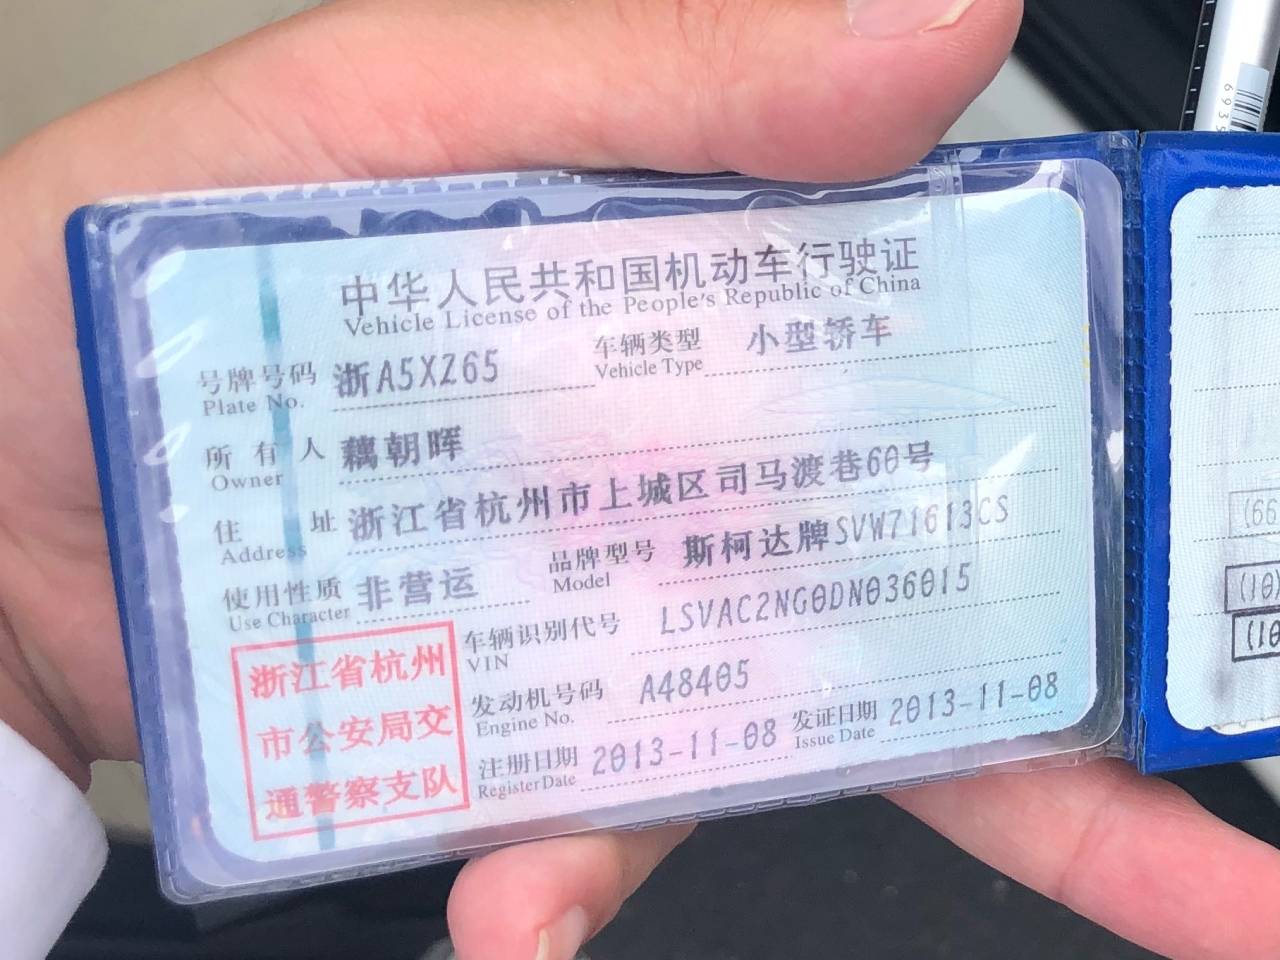 中华人民共和国机动车行驶证
Vehicle License of the People's Republic of China
号牌号码 浙A5XZ65 车辆类型 小型轿车
Plate No. Vehicle Type
所有人 藕朝晖
Owner
住址 浙江省杭州市上城区司马渡巷60号
Address
使用性质 非营运 品牌型号 斯柯达牌SVW71613CS
Use Character Model
车辆识别代号 LSVAC2NG0DN036015
VIN
发动机号码 A48405
Engine No.
注册日期 2013-11-08 发证日期 2013-11-08
Register Date Issue Date
浙江省杭州
市公安局交
通警察支队